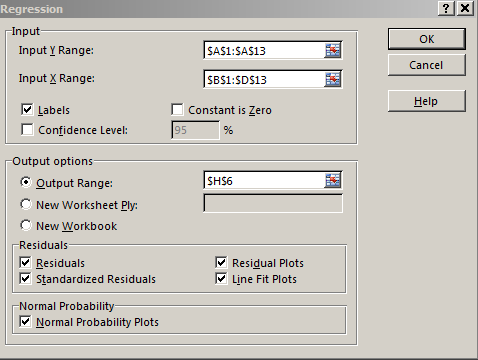 Regression
? X
Input
Input Y Range: $A$1:$A$13
Input X Range: $B$1:$D$13
Labels Constant is Zero
Confidence Level: 95 %
OK
Cancel
Help
Output options
Output Range: $H$6
New Worksheet Ply:
New Workbook
Residuals
Residuals Residual Plots
Standardized Residuals Line Fit Plots
Normal Probability
Normal Probability Plots